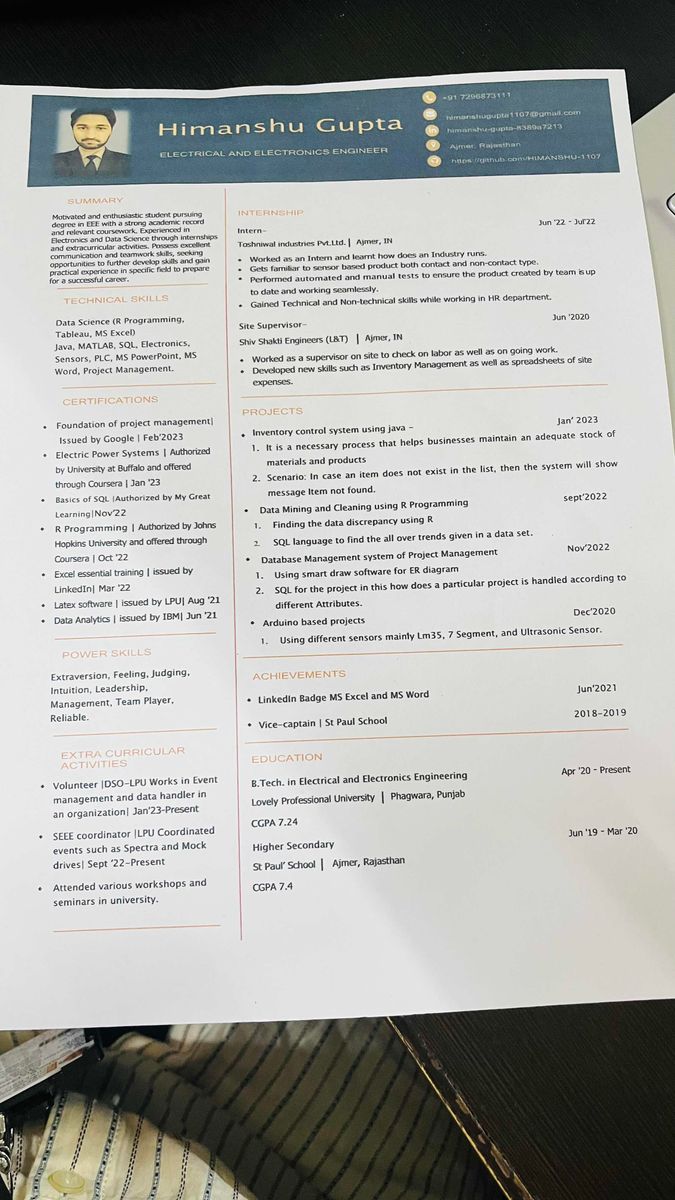 Himanshu Gupta
ELECTRICAL AND ELECTRONICS ENGINEER
+91 7296873111
himanshugupta1107@gmail.com
himanshu-gupta-8389a7213
Ajmer, Rajasthan
https://github.com/HIMANSHU-1107
SUMMARY
Motivated and enthusiastic student pursuing
degree in EEE with a strong academic record
and relevant coursework. Experienced in
Electronics and Data Science through internships
and extracurricular activities. Possess excellent
communication and teamwork skills, seeking
opportunities to further develop skills and gain
practical experience in specific field to prepare
for a successful career.
TECHNICAL SKILLS
Data Science (R Programming,
Tableau, MS Excel)
Java, MATLAB, SQL, Electronics,
Sensors, PLC, MS PowerPoint, MS
Word, Project Management.
CERTIFICATIONS
• Foundation of project management|
Issued by Google | Feb'2023
• Electric Power Systems | Authorized
by University at Buffalo and offered
through Coursera | Jan '23
• Basics of SQL |Authorized by My Great
Learning|Nov'22
• R Programming | Authorized by Johns
Hopkins University and offered through
Coursera | Oct '22
• Excel essential training | issued by
LinkedIn| Mar '22
• Latex software | issued by LPU| Aug '21
• Data Analytics | issued by IBM| Jun '21
POWER SKILLS
Extraversion, Feeling, Judging,
Intuition, Leadership,
Management, Team Player,
Reliable.
EXTRA CURRICULAR
ACTIVITIES
• Volunteer |DSO-LPU Works in Event
management and data handler in
an organization| Jan'23-Present
• SEEE coordinator |LPU Coordinated
events such as Spectra and Mock
drives| Sept '22-Present
• Attended various workshops and
seminars in university.
INTERNSHIP
Intern- Jun '22 - Jul'22
Toshniwal industries Pvt.Ltd. | Ajmer, IN
• Worked as an Intern and learnt how does an Industry runs.
• Gets familiar to sensor based product both contact and non-contact type.
• Performed automated and manual tests to ensure the product created by team is up
to date and working seamlessly.
• Gained Technical and Non-technical skills while working in HR department.
Site Supervisor- Jun '2020
Shiv Shakti Engineers (L&T) | Ajmer, IN
• Worked as a supervisor on site to check on labor as well as on going work.
• Developed new skills such as Inventory Management as well as spreadsheets of site
expenses.
PROJECTS
• Inventory control system using java – Jan' 2023
1. It is a necessary process that helps businesses maintain an adequate stock of
materials and products
2. Scenario: In case an item does not exist in the list, then the system will show
message Item not found.
• Data Mining and Cleaning using R Programming sept'2022
1. Finding the data discrepancy using R
2. SQL language to find the all over trends given in a data set.
• Database Management system of Project Management Nov'2022
1. Using smart draw software for ER diagram
2. SQL for the project in this how does a particular project is handled according to
different Attributes.
• Arduino based projects Dec'2020
1. Using different sensors mainly Lm35, 7 Segment, and Ultrasonic Sensor.
ACHIEVEMENTS
• LinkedIn Badge MS Excel and MS Word Jun'2021
• Vice-captain | St Paul School 2018-2019
EDUCATION
B.Tech. in Electrical and Electronics Engineering Apr '20 - Present
Lovely Professional University | Phagwara, Punjab
CGPA 7.24
Higher Secondary Jun '19 - Mar '20
St Paul' School | Ajmer, Rajasthan
CGPA 7.4